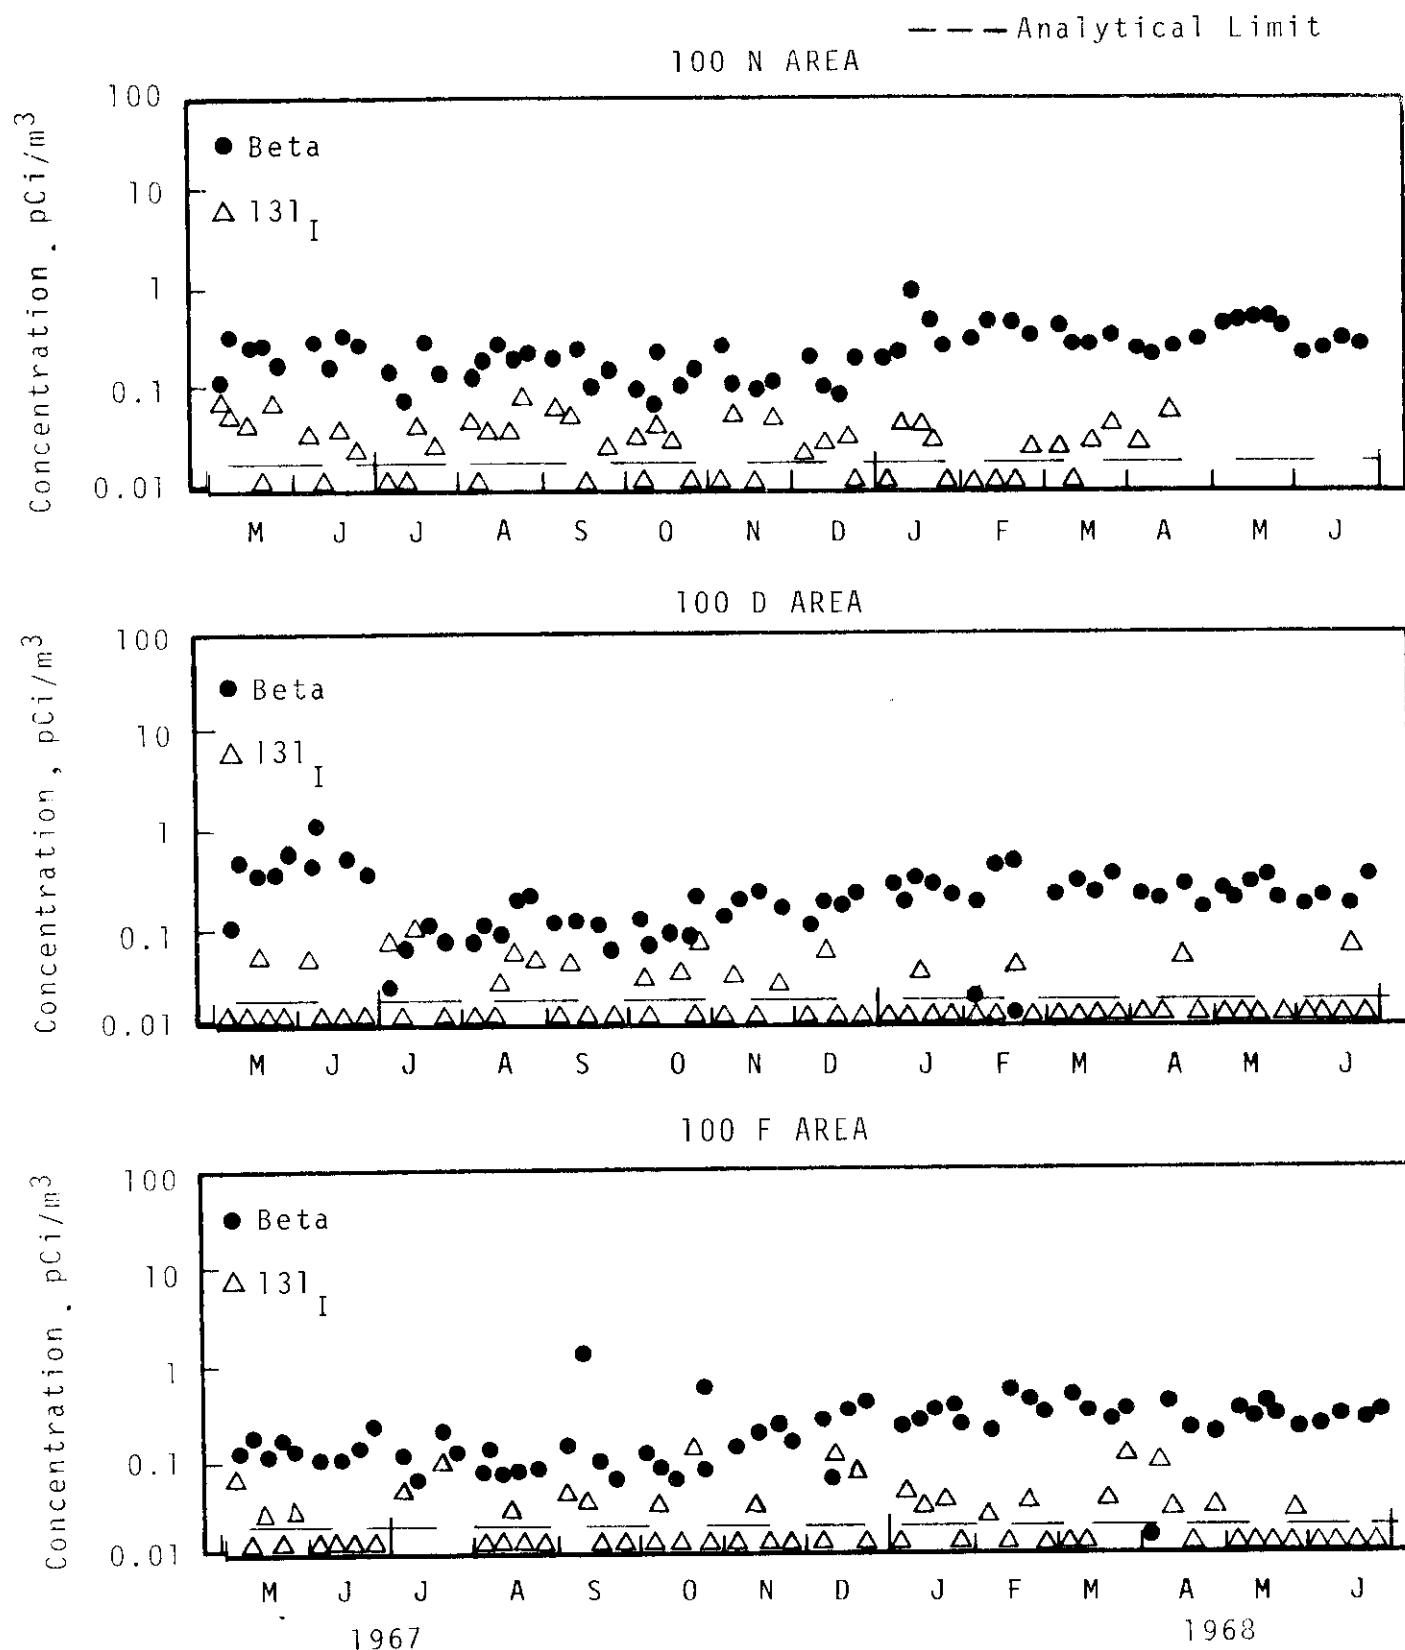 --- Analytical Limit
100 N AREA
Concentration. pCi/m³
100
10
1
0.1
0.01
● Beta
△ 131I
M J J A S O N D J F M A M J
100 D AREA
Concentration, pCi/m³
100
10
1
0.1
0.01
● Beta
△ 131I
M J J A S O N D J F M A M J
100 F AREA
Concentration. pCi/m³
100
10
1
0.1
0.01
● Beta
△ 131I
M J J A S O N D J F M A M J
1967 1968